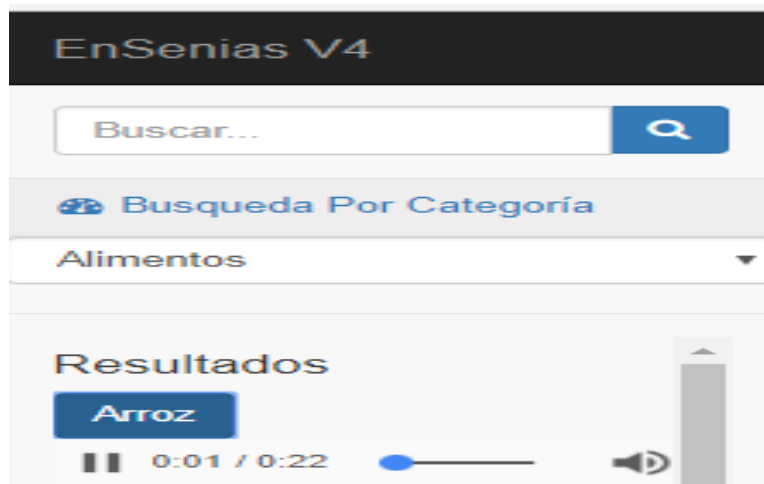 EnSenias V4
Buscar...
Busqueda Por Categoría
Alimentos
Resultados
Arroz
0:01 / 0:22